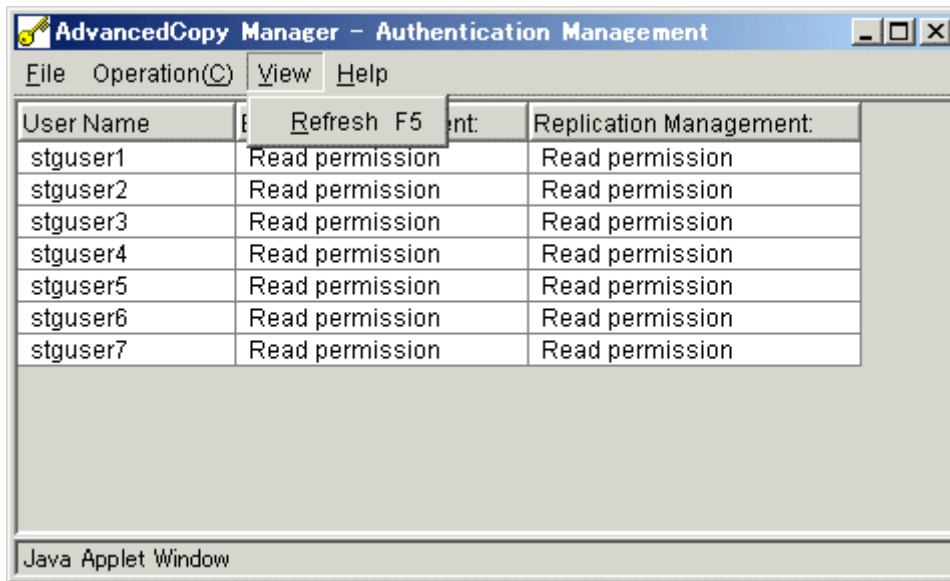 AdvancedCopy Manager – Authentication Management
File Operation(C) View Help
Refresh F5
User Name Replication Management:
stguser1 Read permission Read permission
stguser2 Read permission Read permission
stguser3 Read permission Read permission
stguser4 Read permission Read permission
stguser5 Read permission Read permission
stguser6 Read permission Read permission
stguser7 Read permission Read permission
Java Applet Window